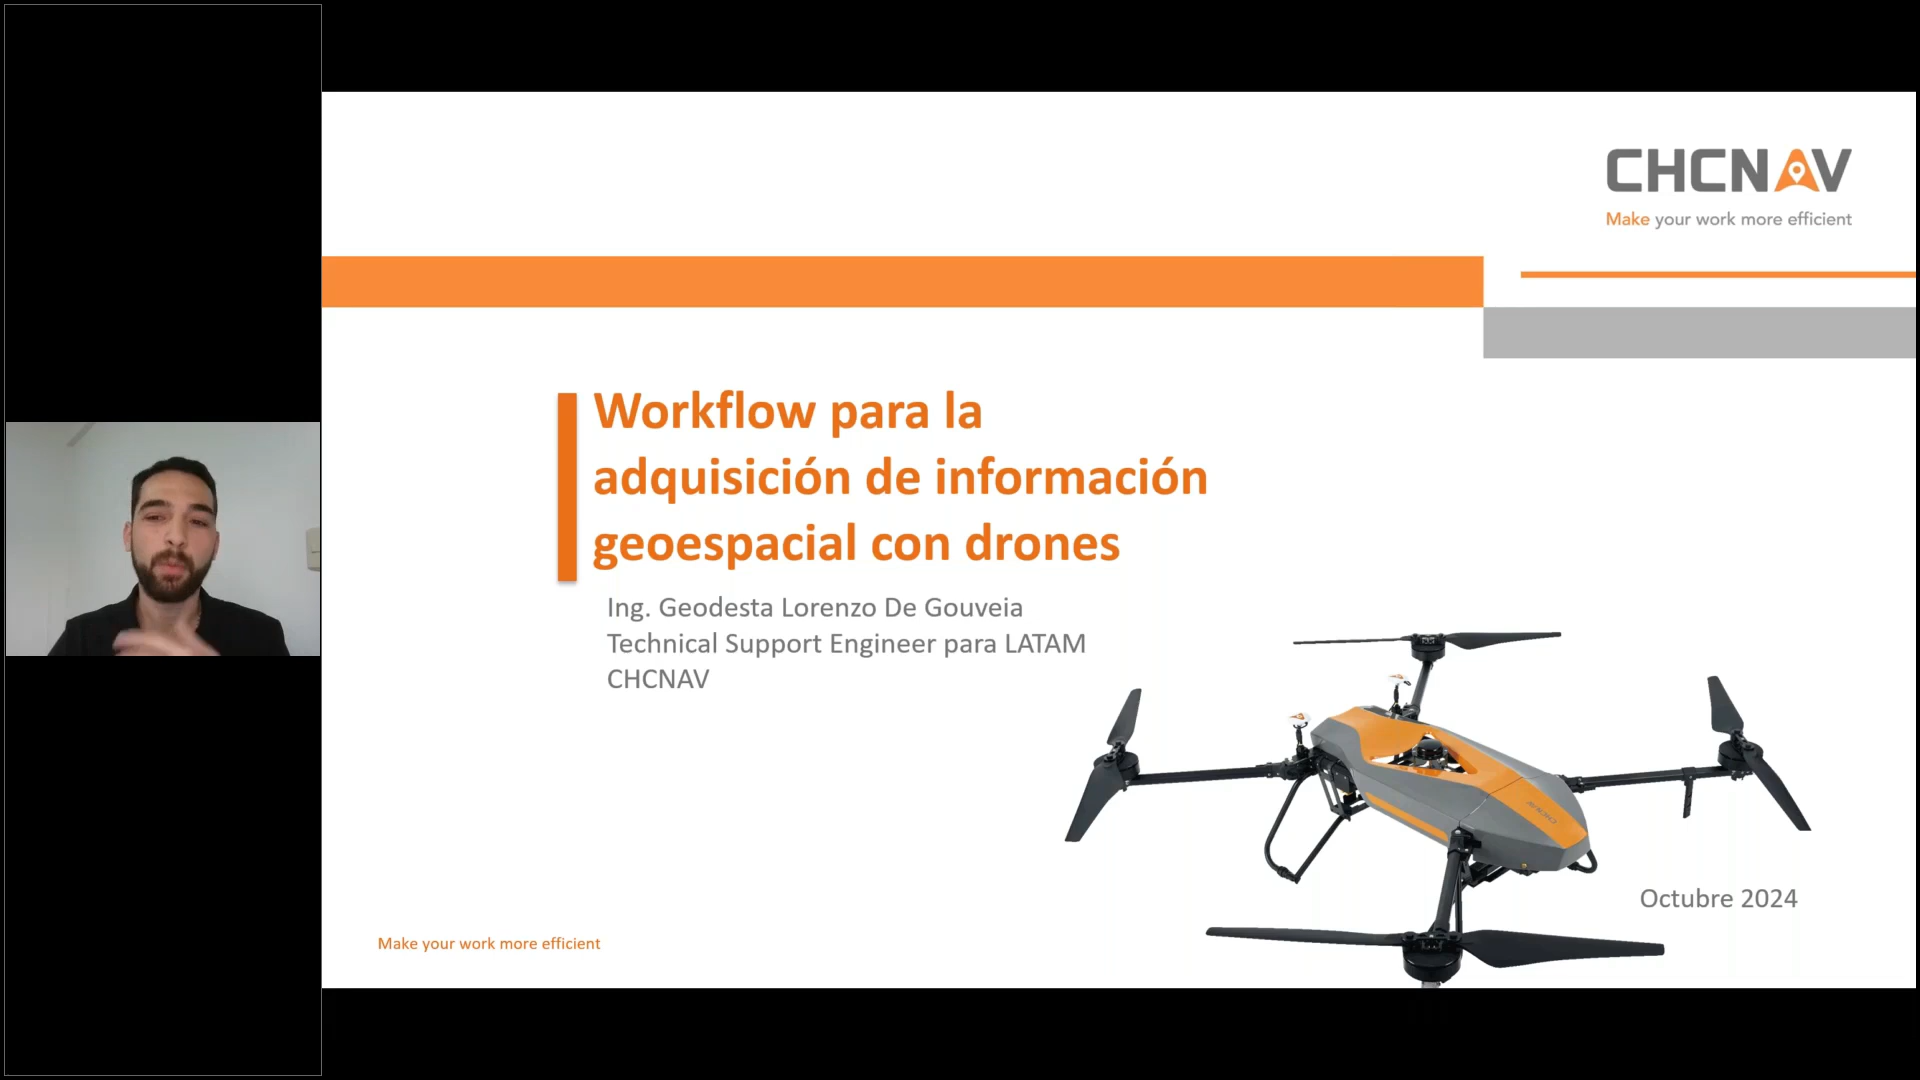 CHCNAV
Make your work more efficient
Workflow para la
adquisición de información
geoespacial con drones
Ing. Geodesta Lorenzo De Gouveia
Technical Support Engineer para LATAM
CHCNAV
Octubre 2024
Make your work more efficient